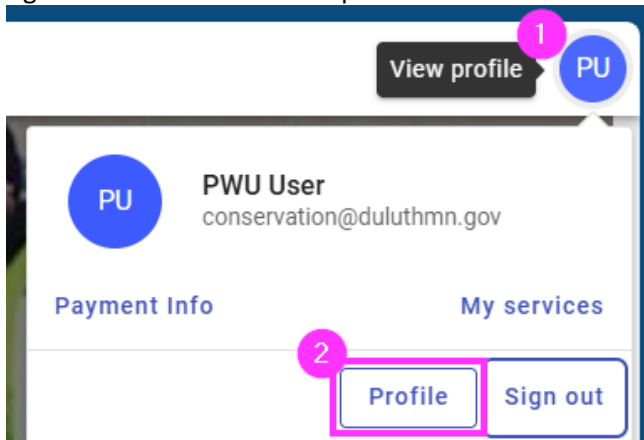 1
View profile
PU
PU
PWU User
conservation@duluthmn.gov
Payment Info
My services
2
Profile
Sign out